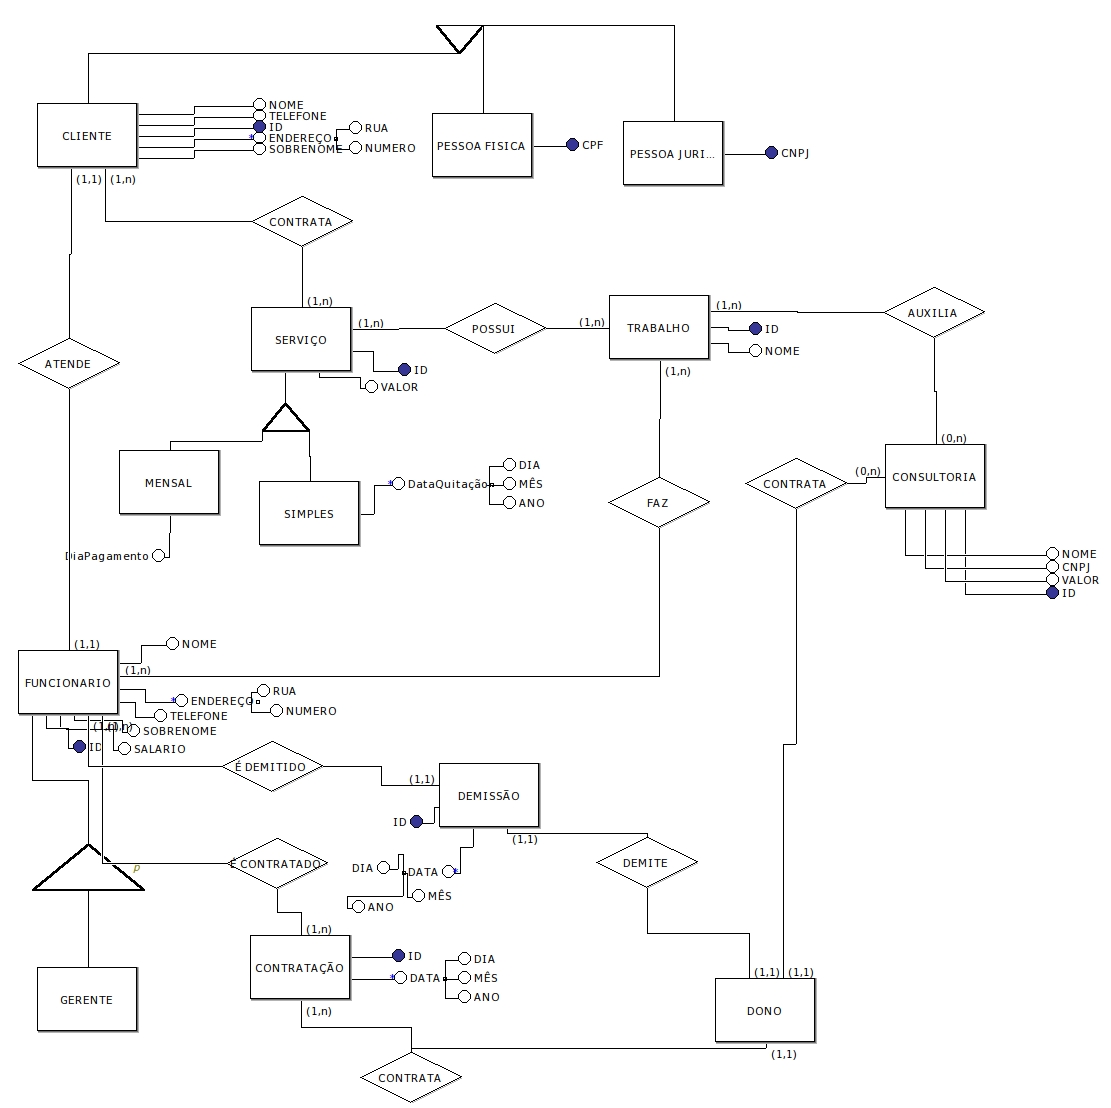 NOME
TELEFONE
ID
ENDEREÇO
SOBRENOME
RUA
NUMERO
CLIENTE
PESSOA FISICA
CPF
PESSOA JURI...
CNPJ
(1,1) (1,n)
CONTRATA
(1,n)
SERVIÇO
(1,n)
POSSUI
(1,n)
TRABALHO
(1,n)
AUXILIA
ID
NOME
(1,n)
ATENDE
ID
VALOR
MENSAL
DiaPagamento
SIMPLES
* DataQuitação
DIA
MÊS
ANO
FAZ
(0,n)
CONSULTORIA
(0,n)
CONTRATA
NOME
CNPJ
VALOR
ID
(1,1)
FUNCIONARIO
NOME
(1,n)
* ENDEREÇO
RUA
NUMERO
TELEFONE
SOBRENOME
ID
SALARIO
(1,n)
É DEMITIDO
(1,1)
DEMISSÃO
ID
(1,1)
DEMITE
DIA
DATA *
MÊS
ANO
p
É CONTRATADO
(1,n)
CONTRATAÇÃO
ID
* DATA
DIA
MÊS
ANO
(1,n)
GERENTE
(1,1) (1,1)
DONO
(1,1)
CONTRATA